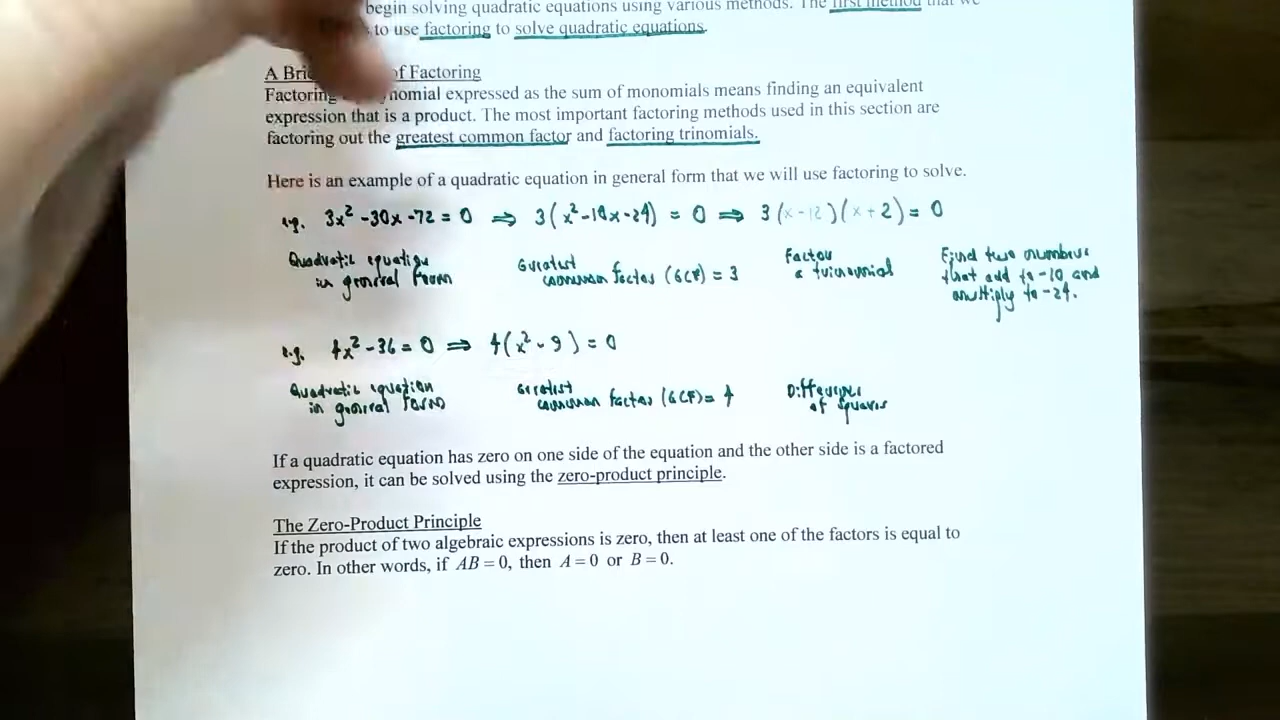 begin solving quadratic equations using various methods. The first method that we
to use factoring to solve quadratic equations.
A Bri of Factoring
Factoring nomial expressed as the sum of monomials means finding an equivalent
expression that is a product. The most important factoring methods used in this section are
factoring out the greatest common factor and factoring trinomials.
Here is an example of a quadratic equation in general form that we will use factoring to solve.
e.g. 3x² -30x -72 = 0 ⇒ 3(x²-10x-24) = 0 ⇒ 3(x-12)(x+2) = 0
Quadratic equation in general form Greatest common factor (GCF) = 3 Factor a trinomial Find two numbers that add to -10 and multiply to -24.
e.g. 4x² -36 = 0 ⇒ 4(x² - 9) = 0
Quadratic equation in general form Greatest common factor (GCF) = 4 Difference of squares
If a quadratic equation has zero on one side of the equation and the other side is a factored
expression, it can be solved using the zero-product principle.
The Zero-Product Principle
If the product of two algebraic expressions is zero, then at least one of the factors is equal to
zero. In other words, if AB = 0, then A = 0 or B = 0.